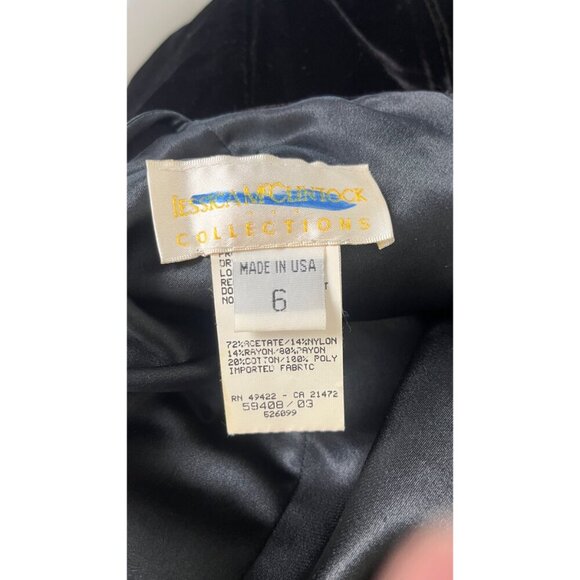 JESSICA MCCLINTOCK
COLLECTIONS
MADE IN USA
6
72%ACETATE/14%NYLON
14%RAYON/80%RAYON
20%COTTON/100% POLY
IMPORTED FABRIC
RN 49422 - CA 21472
59408/03
526099